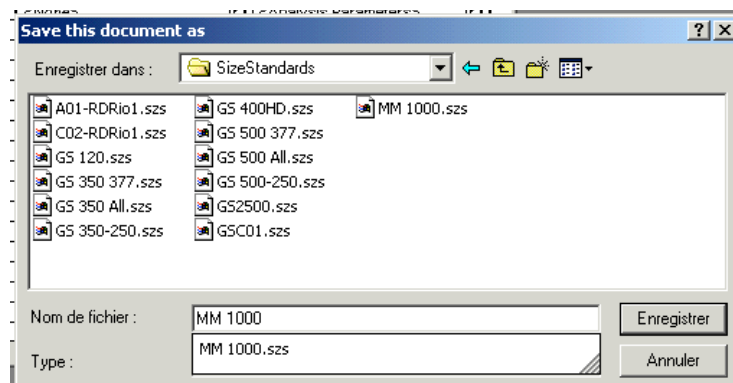 Save this document as
Enregistrer dans :
SizeStandards
A01-RDRio1.szs
GS 400HD.szs
MM 1000.szs
C02-RDRio1.szs
GS 500 377.szs
GS 120.szs
GS 500 All.szs
GS 350 377.szs
GS 500-250.szs
GS 350 All.szs
GS2500.szs
GS 350-250.szs
GSC01.szs
Nom de fichier :
MM 1000
Enregistrer
Type :
MM 1000.szs
Annuler